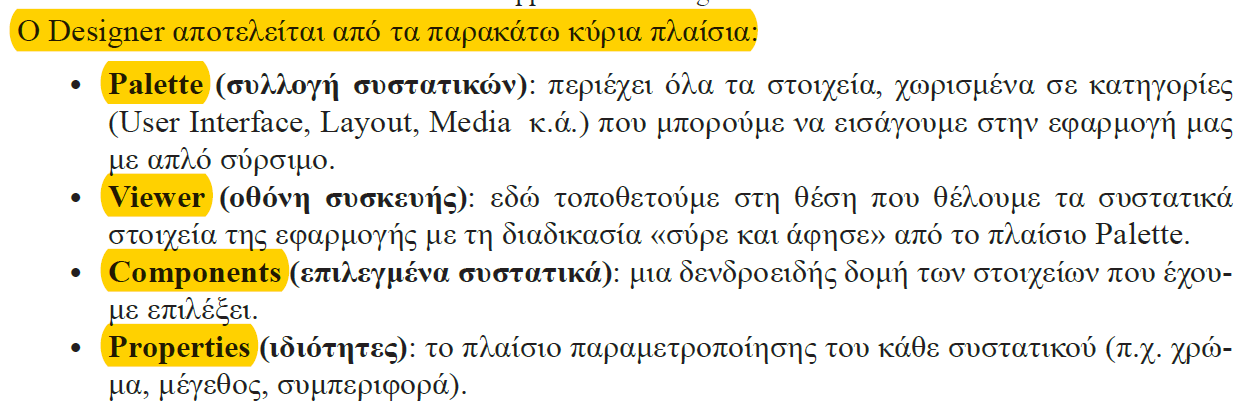 Ο Designer αποτελείται από τα παρακάτω κύρια πλαίσια:
• Palette (συλλογή συστατικών): περιέχει όλα τα στοιχεία, χωρισμένα σε κατηγορίες
(User Interface, Layout, Media κ.ά.) που μπορούμε να εισάγουμε στην εφαρμογή μας
με απλό σύρσιμο.
• Viewer (οθόνη συσκευής): εδώ τοποθετούμε στη θέση που θέλουμε τα συστατικά
στοιχεία της εφαρμογής με τη διαδικασία «σύρε και άφησε» από το πλαίσιο Palette.
• Components (επιλεγμένα συστατικά): μια δενδροειδής δομή των στοιχείων που έχου-
με επιλέξει.
• Properties (ιδιότητες): το πλαίσιο παραμετροποίησης του κάθε συστατικού (π.χ. χρώ-
μα, μέγεθος, συμπεριφορά).